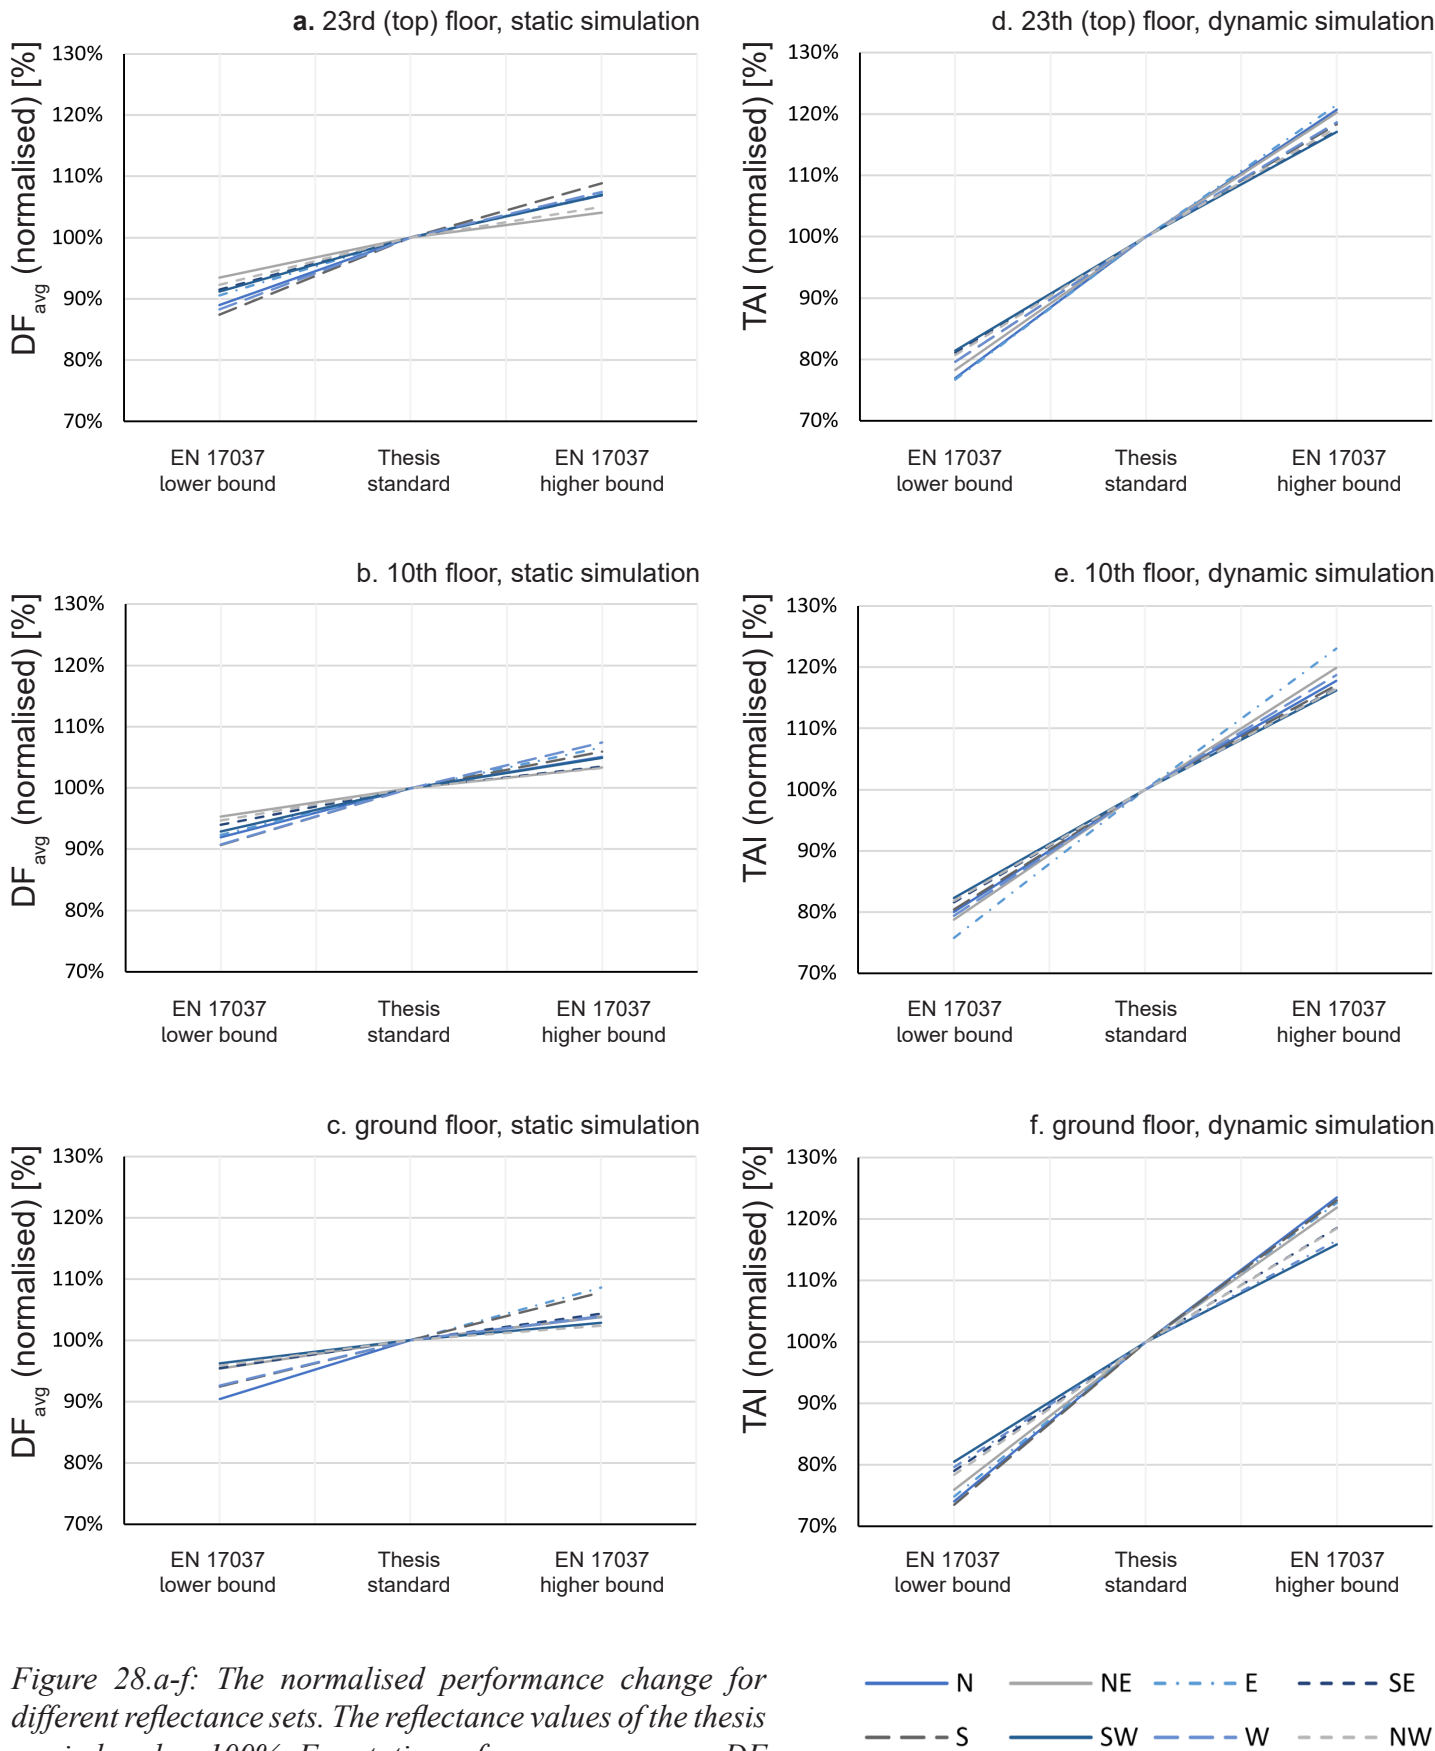 a. 23rd (top) floor, static simulation
DFavg (normalised) [%]
130%
120%
110%
100%
90%
80%
70%
EN 17037 Thesis EN 17037
lower bound standard higher bound
d. 23th (top) floor, dynamic simulation
TAI (normalised) [%]
130%
120%
110%
100%
90%
80%
70%
EN 17037 Thesis EN 17037
lower bound standard higher bound
b. 10th floor, static simulation
DFavg (normalised) [%]
130%
120%
110%
100%
90%
80%
70%
EN 17037 Thesis EN 17037
lower bound standard higher bound
e. 10th floor, dynamic simulation
TAI (normalised) [%]
130%
120%
110%
100%
90%
80%
70%
EN 17037 Thesis EN 17037
lower bound standard higher bound
c. ground floor, static simulation
DFavg (normalised) [%]
130%
120%
110%
100%
90%
80%
70%
EN 17037 Thesis EN 17037
lower bound standard higher bound
f. ground floor, dynamic simulation
TAI (normalised) [%]
130%
120%
110%
100%
90%
80%
70%
EN 17037 Thesis EN 17037
lower bound standard higher bound
Figure 28.a-f: The normalised performance change for
different reflectance sets. The reflectance values of the thesis
N NE E SE
S SW W NW